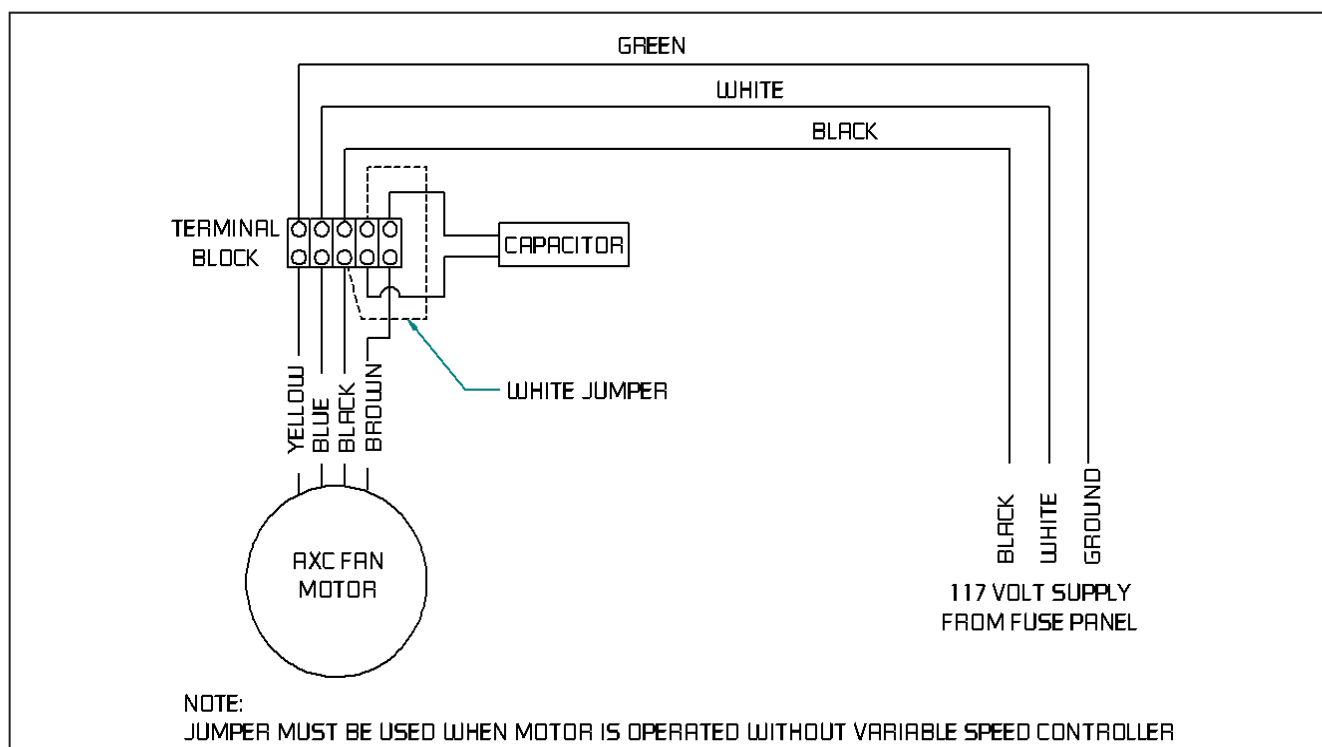 GREEN
WHITE
BLACK
TERMINAL
BLOCK
CAPACITOR
WHITE JUMPER
YELLOW
BLUE
BLACK
BROWN
AXC FAN
MOTOR
BLACK
WHITE
GROUND
117 VOLT SUPPLY
FROM FUSE PANEL
NOTE:
JUMPER MUST BE USED WHEN MOTOR IS OPERATED WITHOUT VARIABLE SPEED CONTROLLER